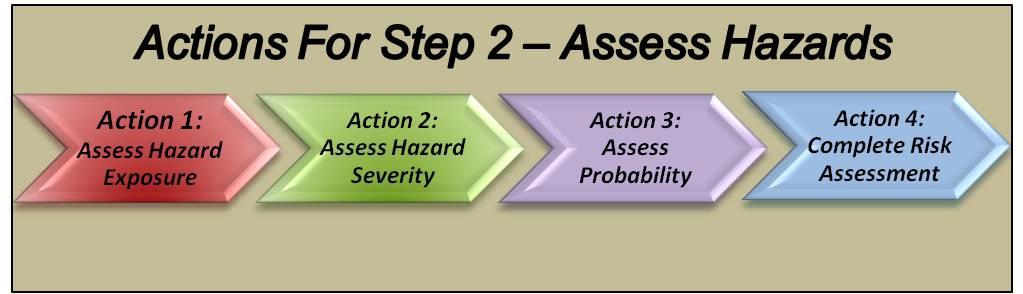 Actions For Step 2 – Assess Hazards
Action 1:
Assess Hazard
Exposure
Action 2:
Assess Hazard
Severity
Action 3:
Assess
Probability
Action 4:
Complete Risk
Assessment